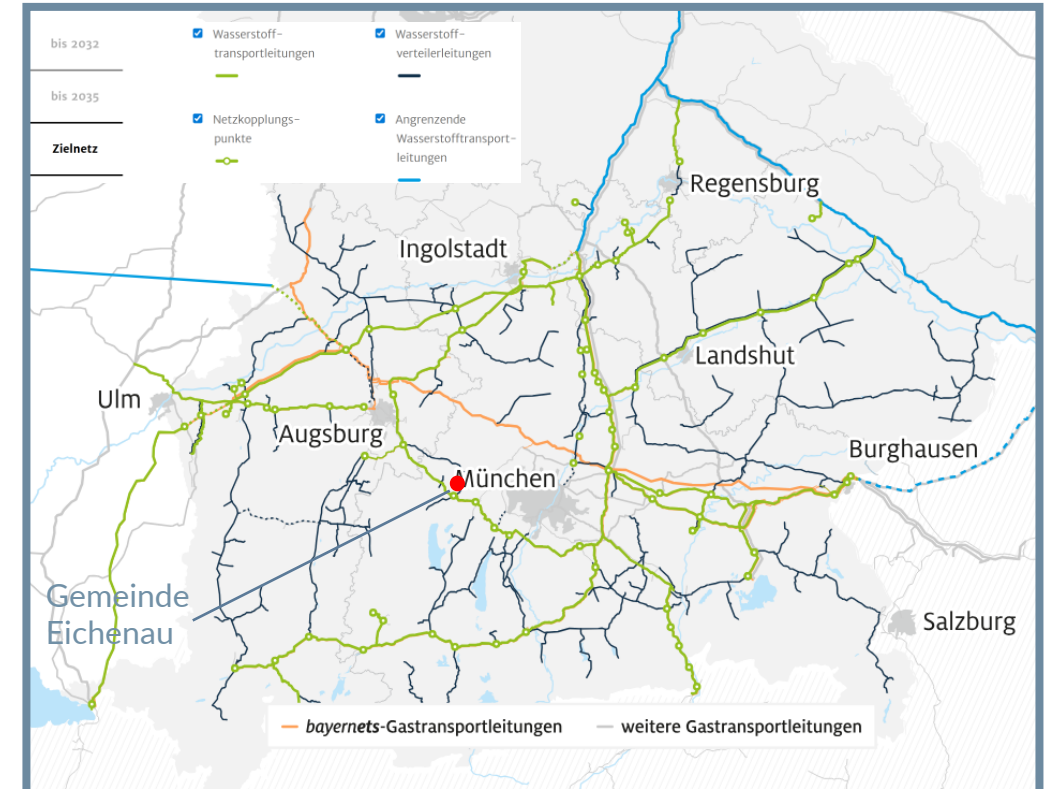 bis 2032
bis 2035
Zielnetz
Wasserstoff-
transportleitungen
Wasserstoff-
verteilerleitungen
Netzkopplungs-
punkte
Angrenzende
Wasserstofftransport-
leitungen
Regensburg
Ingolstadt
Landshut
Ulm
Augsburg
Burghausen
München
Gemeinde
Eichenau
Salzburg
bayernets-Gastransportleitungen
weitere Gastransportleitungen